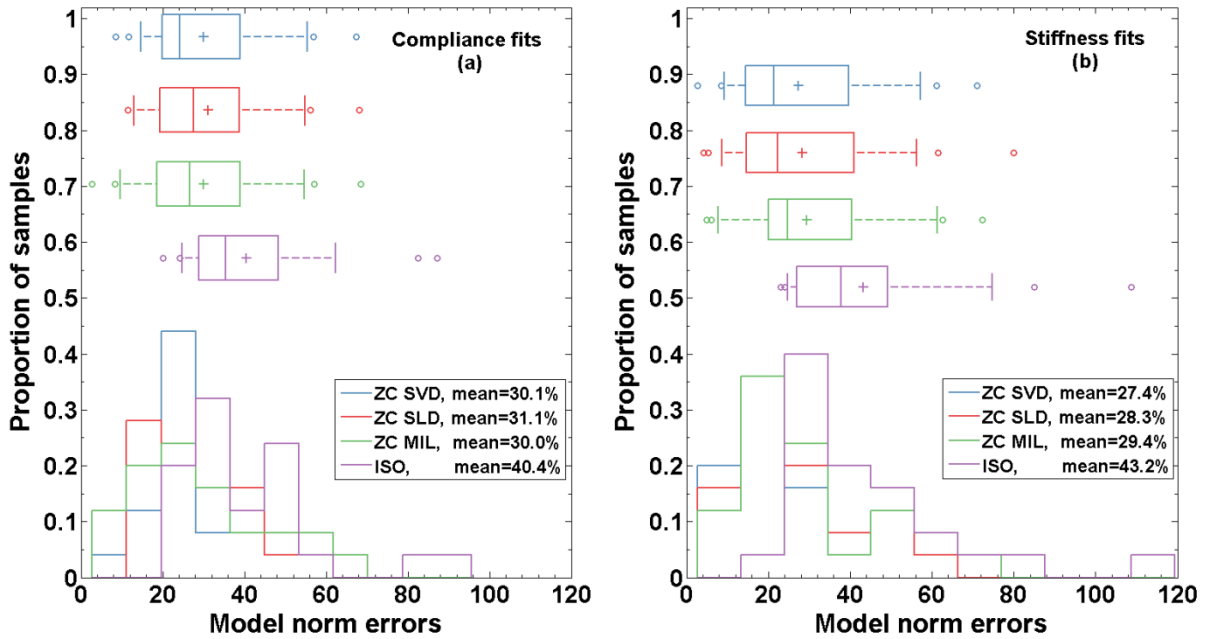 1
0.9
0.8
0.7
0.6
0.5
0.4
0.3
0.2
0.1
0
Proportion of samples
Compliance fits
(a)
ZC SVD, mean=30.1%
ZC SLD, mean=31.1%
ZC MIL, mean=30.0%
ISO, mean=40.4%
0 20 40 60 80 100 120
Model norm errors
1
0.9
0.8
0.7
0.6
0.5
0.4
0.3
0.2
0.1
0
Proportion of samples
Stiffness fits
(b)
ZC SVD, mean=27.4%
ZC SLD, mean=28.3%
ZC MIL, mean=29.4%
ISO, mean=43.2%
0 20 40 60 80 100 120
Model norm errors